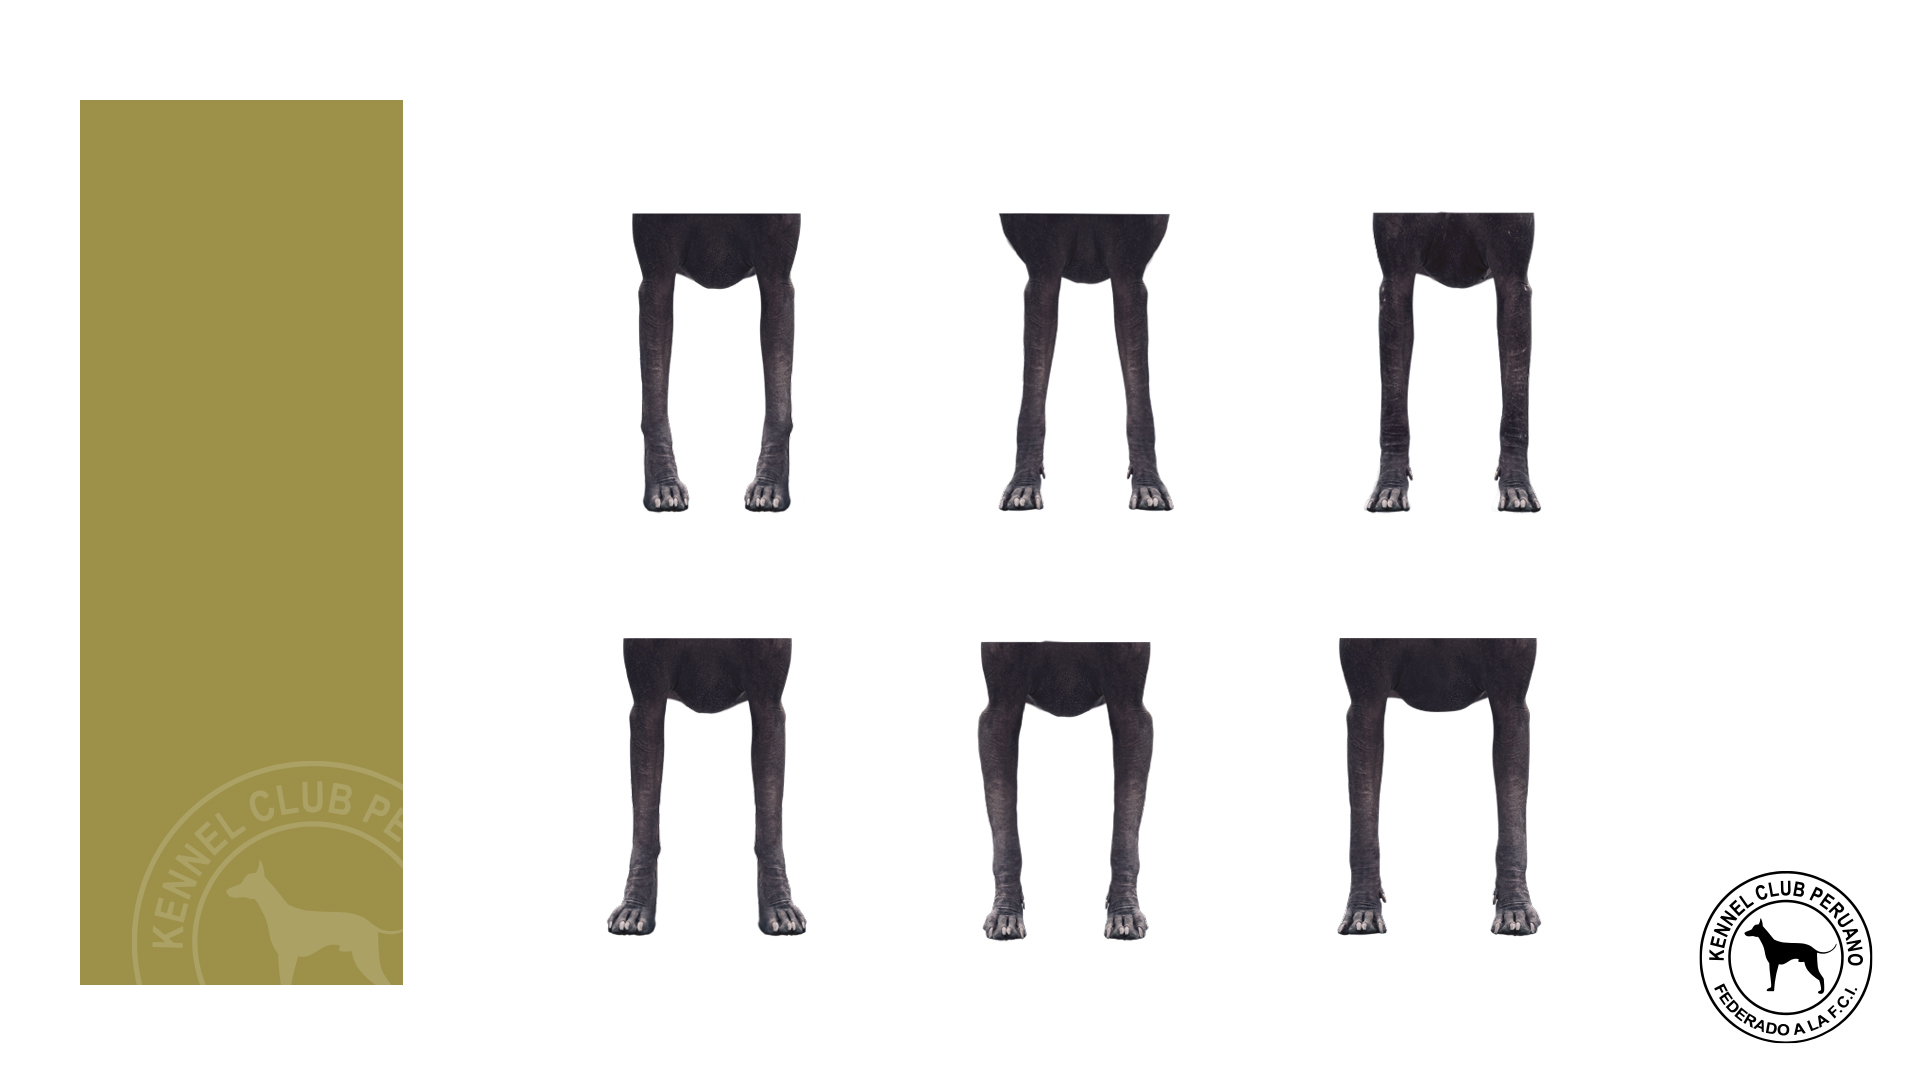 KENNEL CLUB PE
KENNEL CLUB PERUANO
FEDERADO A LA F.C.I.